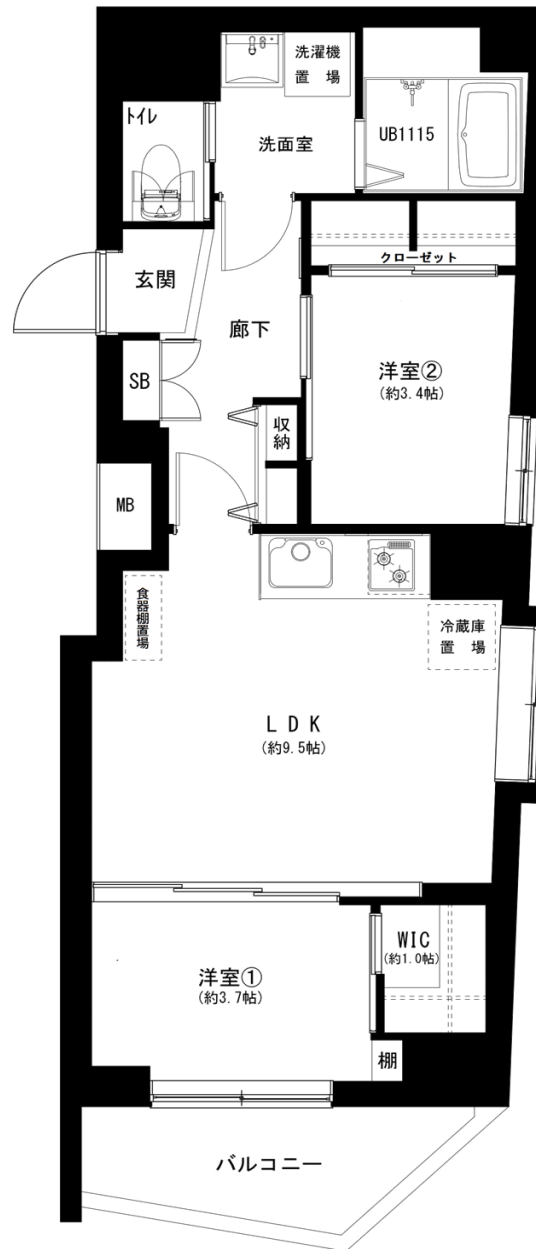 洗濯機
置 場
トイレ
洗面室
UB1115
クローゼット
玄関
廊下
洋室②
(約3.4帖)
SB
収納
MB
食器棚置場
冷蔵庫
置 場
LDK
(約9.5帖)
WIC
(約1.0帖)
洋室①
(約3.7帖)
棚
バルコニー